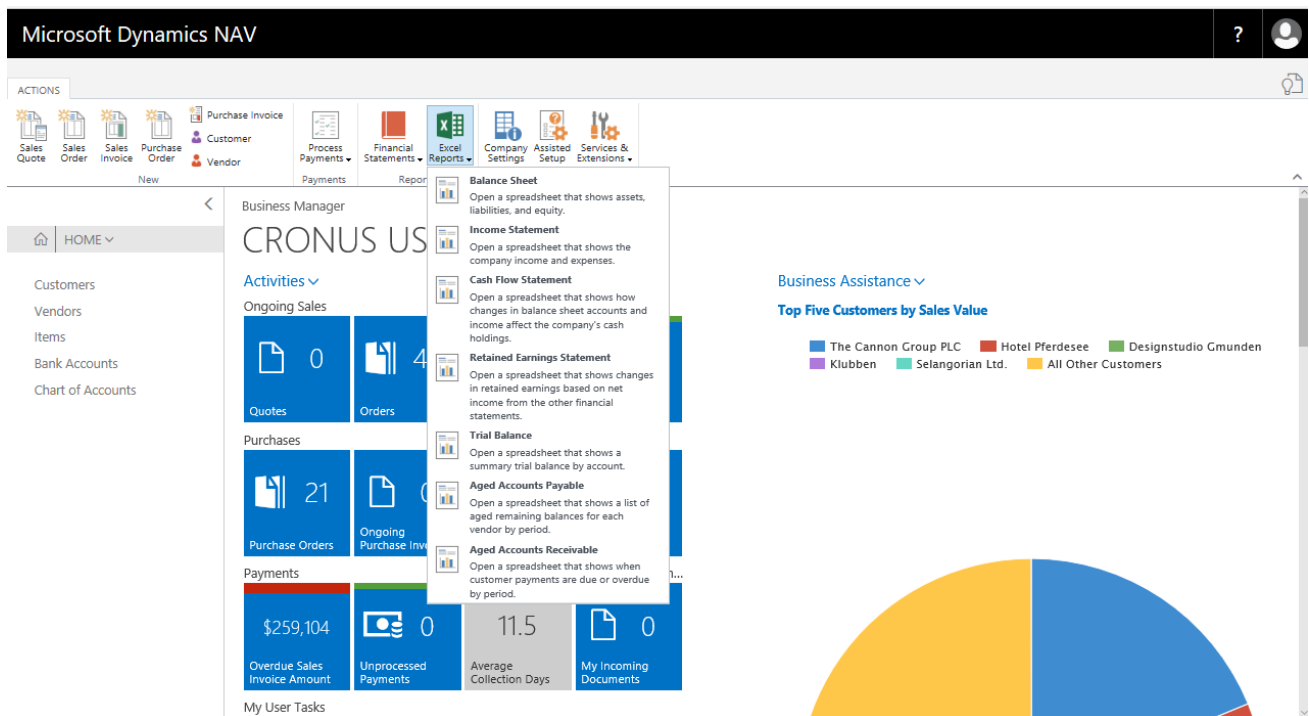 Microsoft Dynamics NAV
?
ACTIONS
Sales Quote
Sales Order
Sales Invoice
Purchase Order
Purchase Invoice
Customer
Vendor
New
Process Payments
Payments
Financial Statements
Excel Reports
Repor
Company Settings
Assisted Setup
Services & Extensions
HOME
Customers
Vendors
Items
Bank Accounts
Chart of Accounts
Business Manager
CRONUS US
Activities
Ongoing Sales
0
Quotes
4
Orders
Purchases
21
Purchase Orders
0
Ongoing
Purchase Inv
Payments
$259,104
Overdue Sales
Invoice Amount
0
Unprocessed
Payments
11.5
Average
Collection Days
0
My Incoming
Documents
My User Tasks
Balance Sheet
Open a spreadsheet that shows assets,
liabilities, and equity.
Income Statement
Open a spreadsheet that shows the
company income and expenses.
Cash Flow Statement
Open a spreadsheet that shows how
changes in balance sheet accounts and
income affect the company's cash
holdings.
Retained Earnings Statement
Open a spreadsheet that shows changes
in retained earnings based on net
income from the other financial
statements.
Trial Balance
Open a spreadsheet that shows a
summary trial balance by account.
Aged Accounts Payable
Open a spreadsheet that shows a list of
aged remaining balances for each
vendor by period.
Aged Accounts Receivable
Open a spreadsheet that shows when
customer payments are due or overdue
by period.
Business Assistance
Top Five Customers by Sales Value
The Cannon Group PLC Hotel Pferdesee Designstudio Gmunden
Klubben Selangorian Ltd. All Other Customers